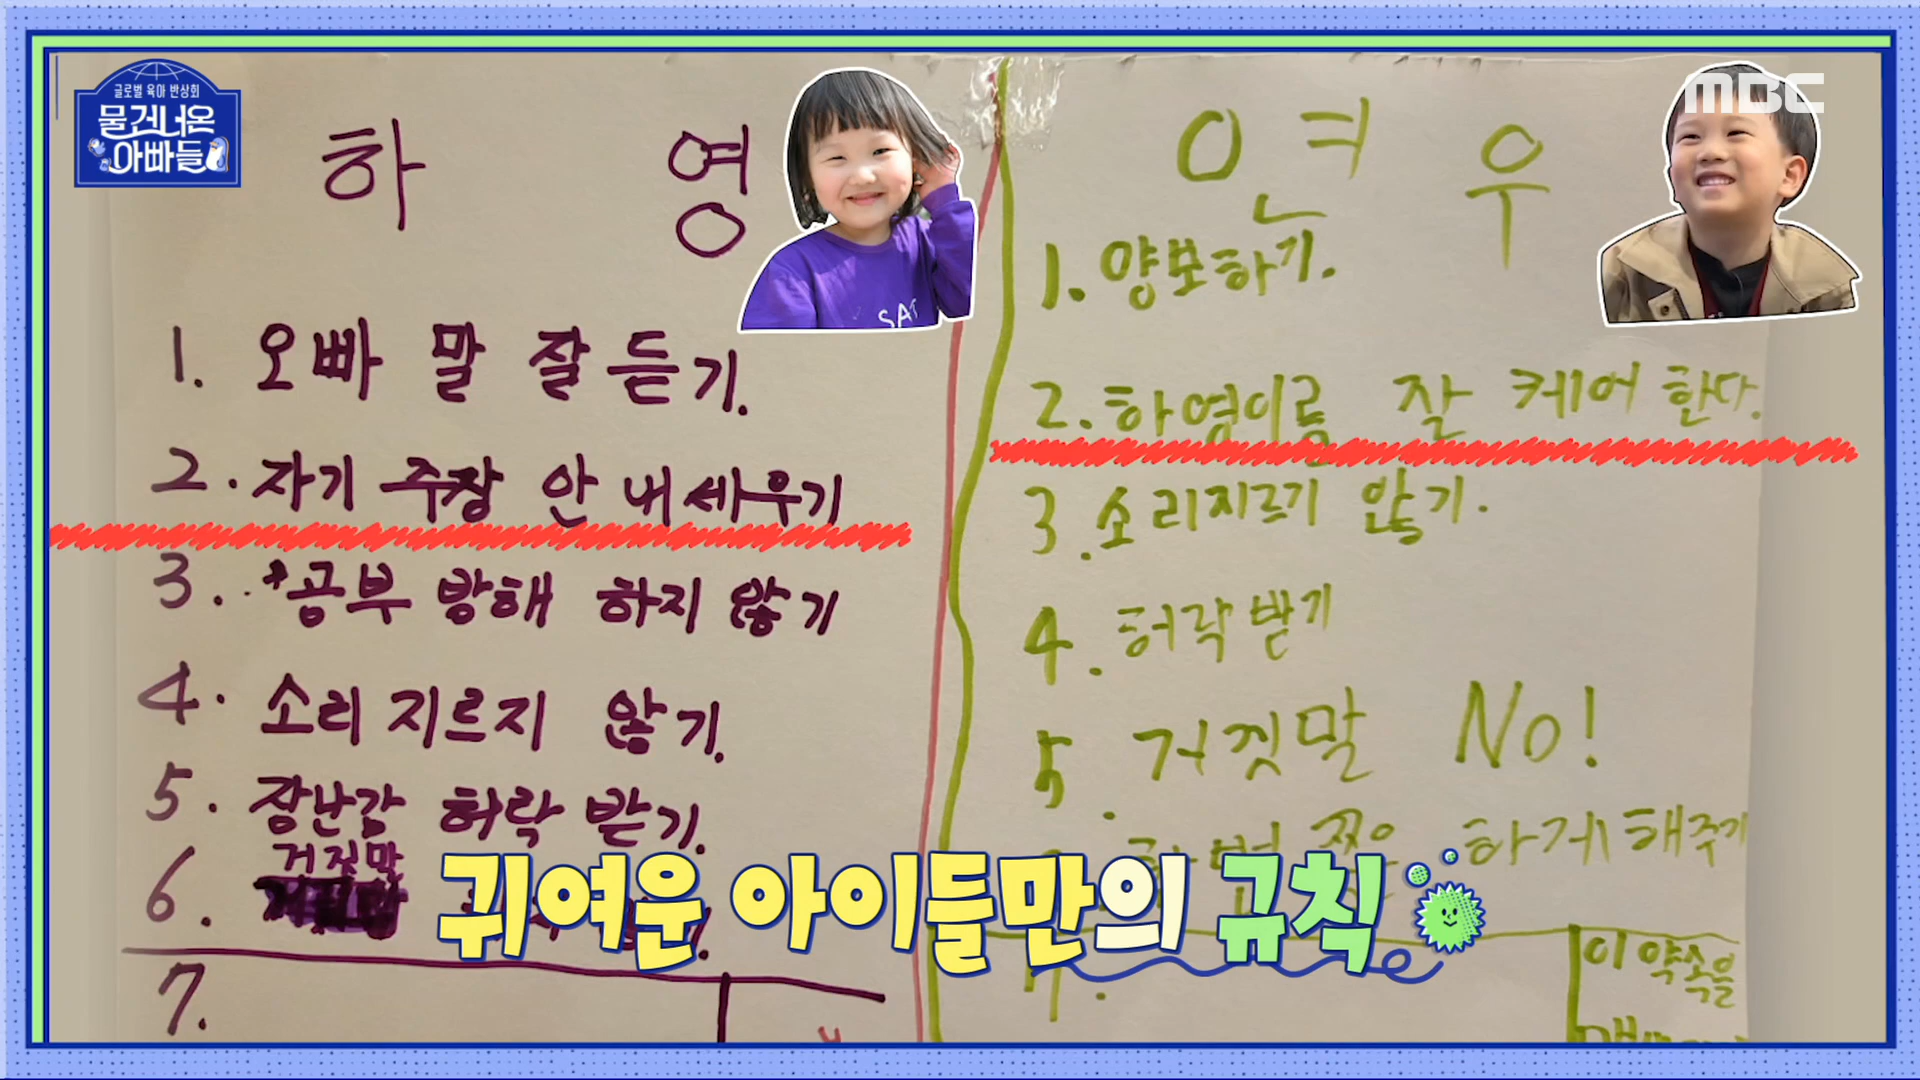 글로벌 육아 반상회
물건너온
아빠들
MBC
하영
1. 오빠 말 잘 듣기.
2. 자기 주장 안 내세우기
3. 공부 방해 하지 않기
4. 소리 지르지 않기.
5. 장난감 허락 받기.
6. 거짓말
7.
SAT
연우
1. 양보하기.
2. 하영이를 잘 케어 한다.
3. 소리지르기 않기.
4. 허락 받기
5. 거짓말 No!
하게 해주기
7.
이 약속을
귀여운 아이들만의 규칙